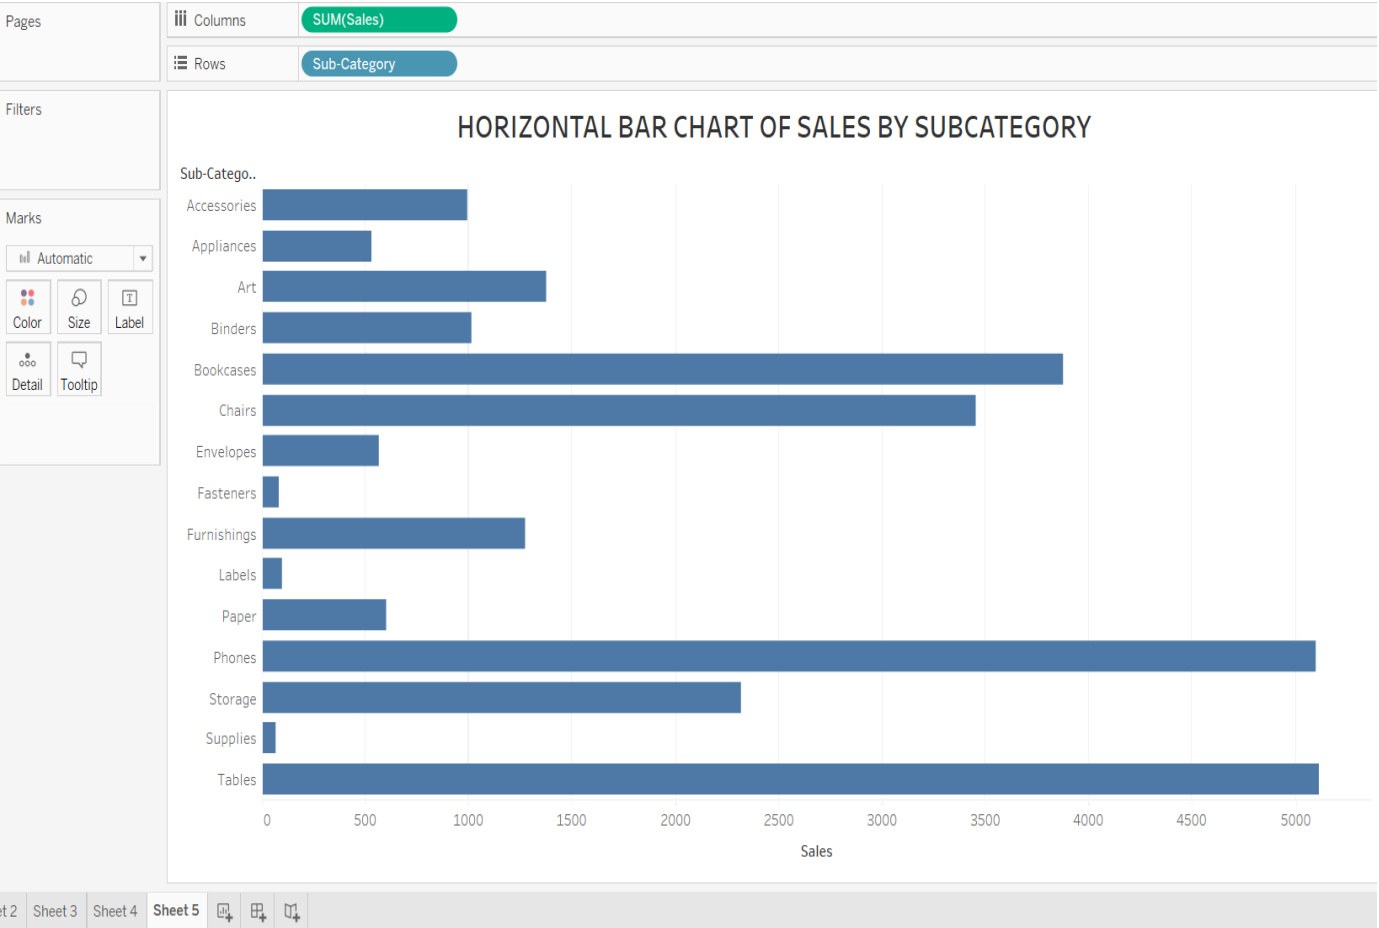 Pages
Columns SUM(Sales)
Rows Sub-Category
Filters
Marks
Automatic
Color Size Label
Detail Tooltip
HORIZONTAL BAR CHART OF SALES BY SUBCATEGORY
Sub-Catego..
Accessories
Appliances
Art
Binders
Bookcases
Chairs
Envelopes
Fasteners
Furnishings
Labels
Paper
Phones
Storage
Supplies
Tables
0 500 1000 1500 2000 2500 3000 3500 4000 4500 5000
Sales
et 2 Sheet 3 Sheet 4 Sheet 5